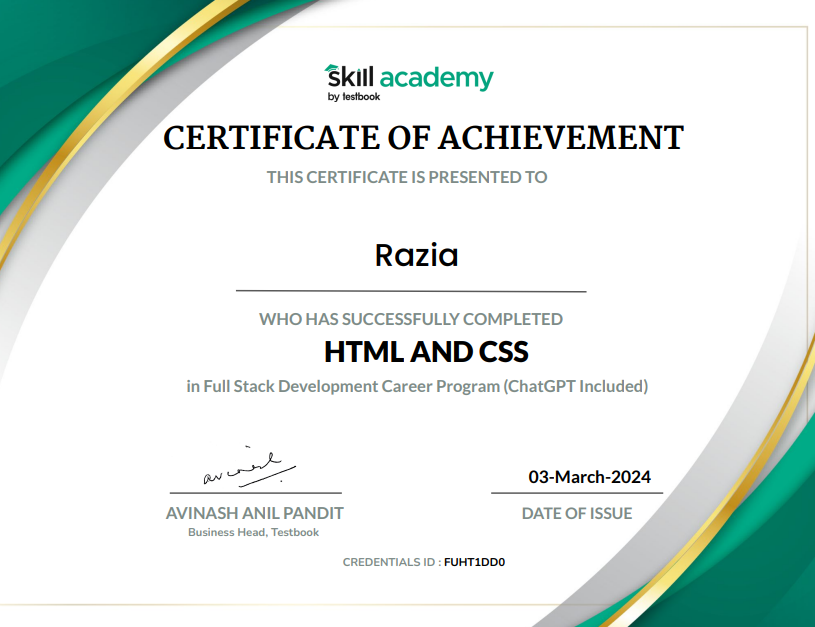 skill academy
by testbook
CERTIFICATE OF ACHIEVEMENT
THIS CERTIFICATE IS PRESENTED TO
Razia
WHO HAS SUCCESSFULLY COMPLETED
HTML AND CSS
in Full Stack Development Career Program (ChatGPT Included)
avinash
03-March-2024
AVINASH ANIL PANDIT
DATE OF ISSUE
Business Head, Testbook
CREDENTIALS ID : FUHT1DD0